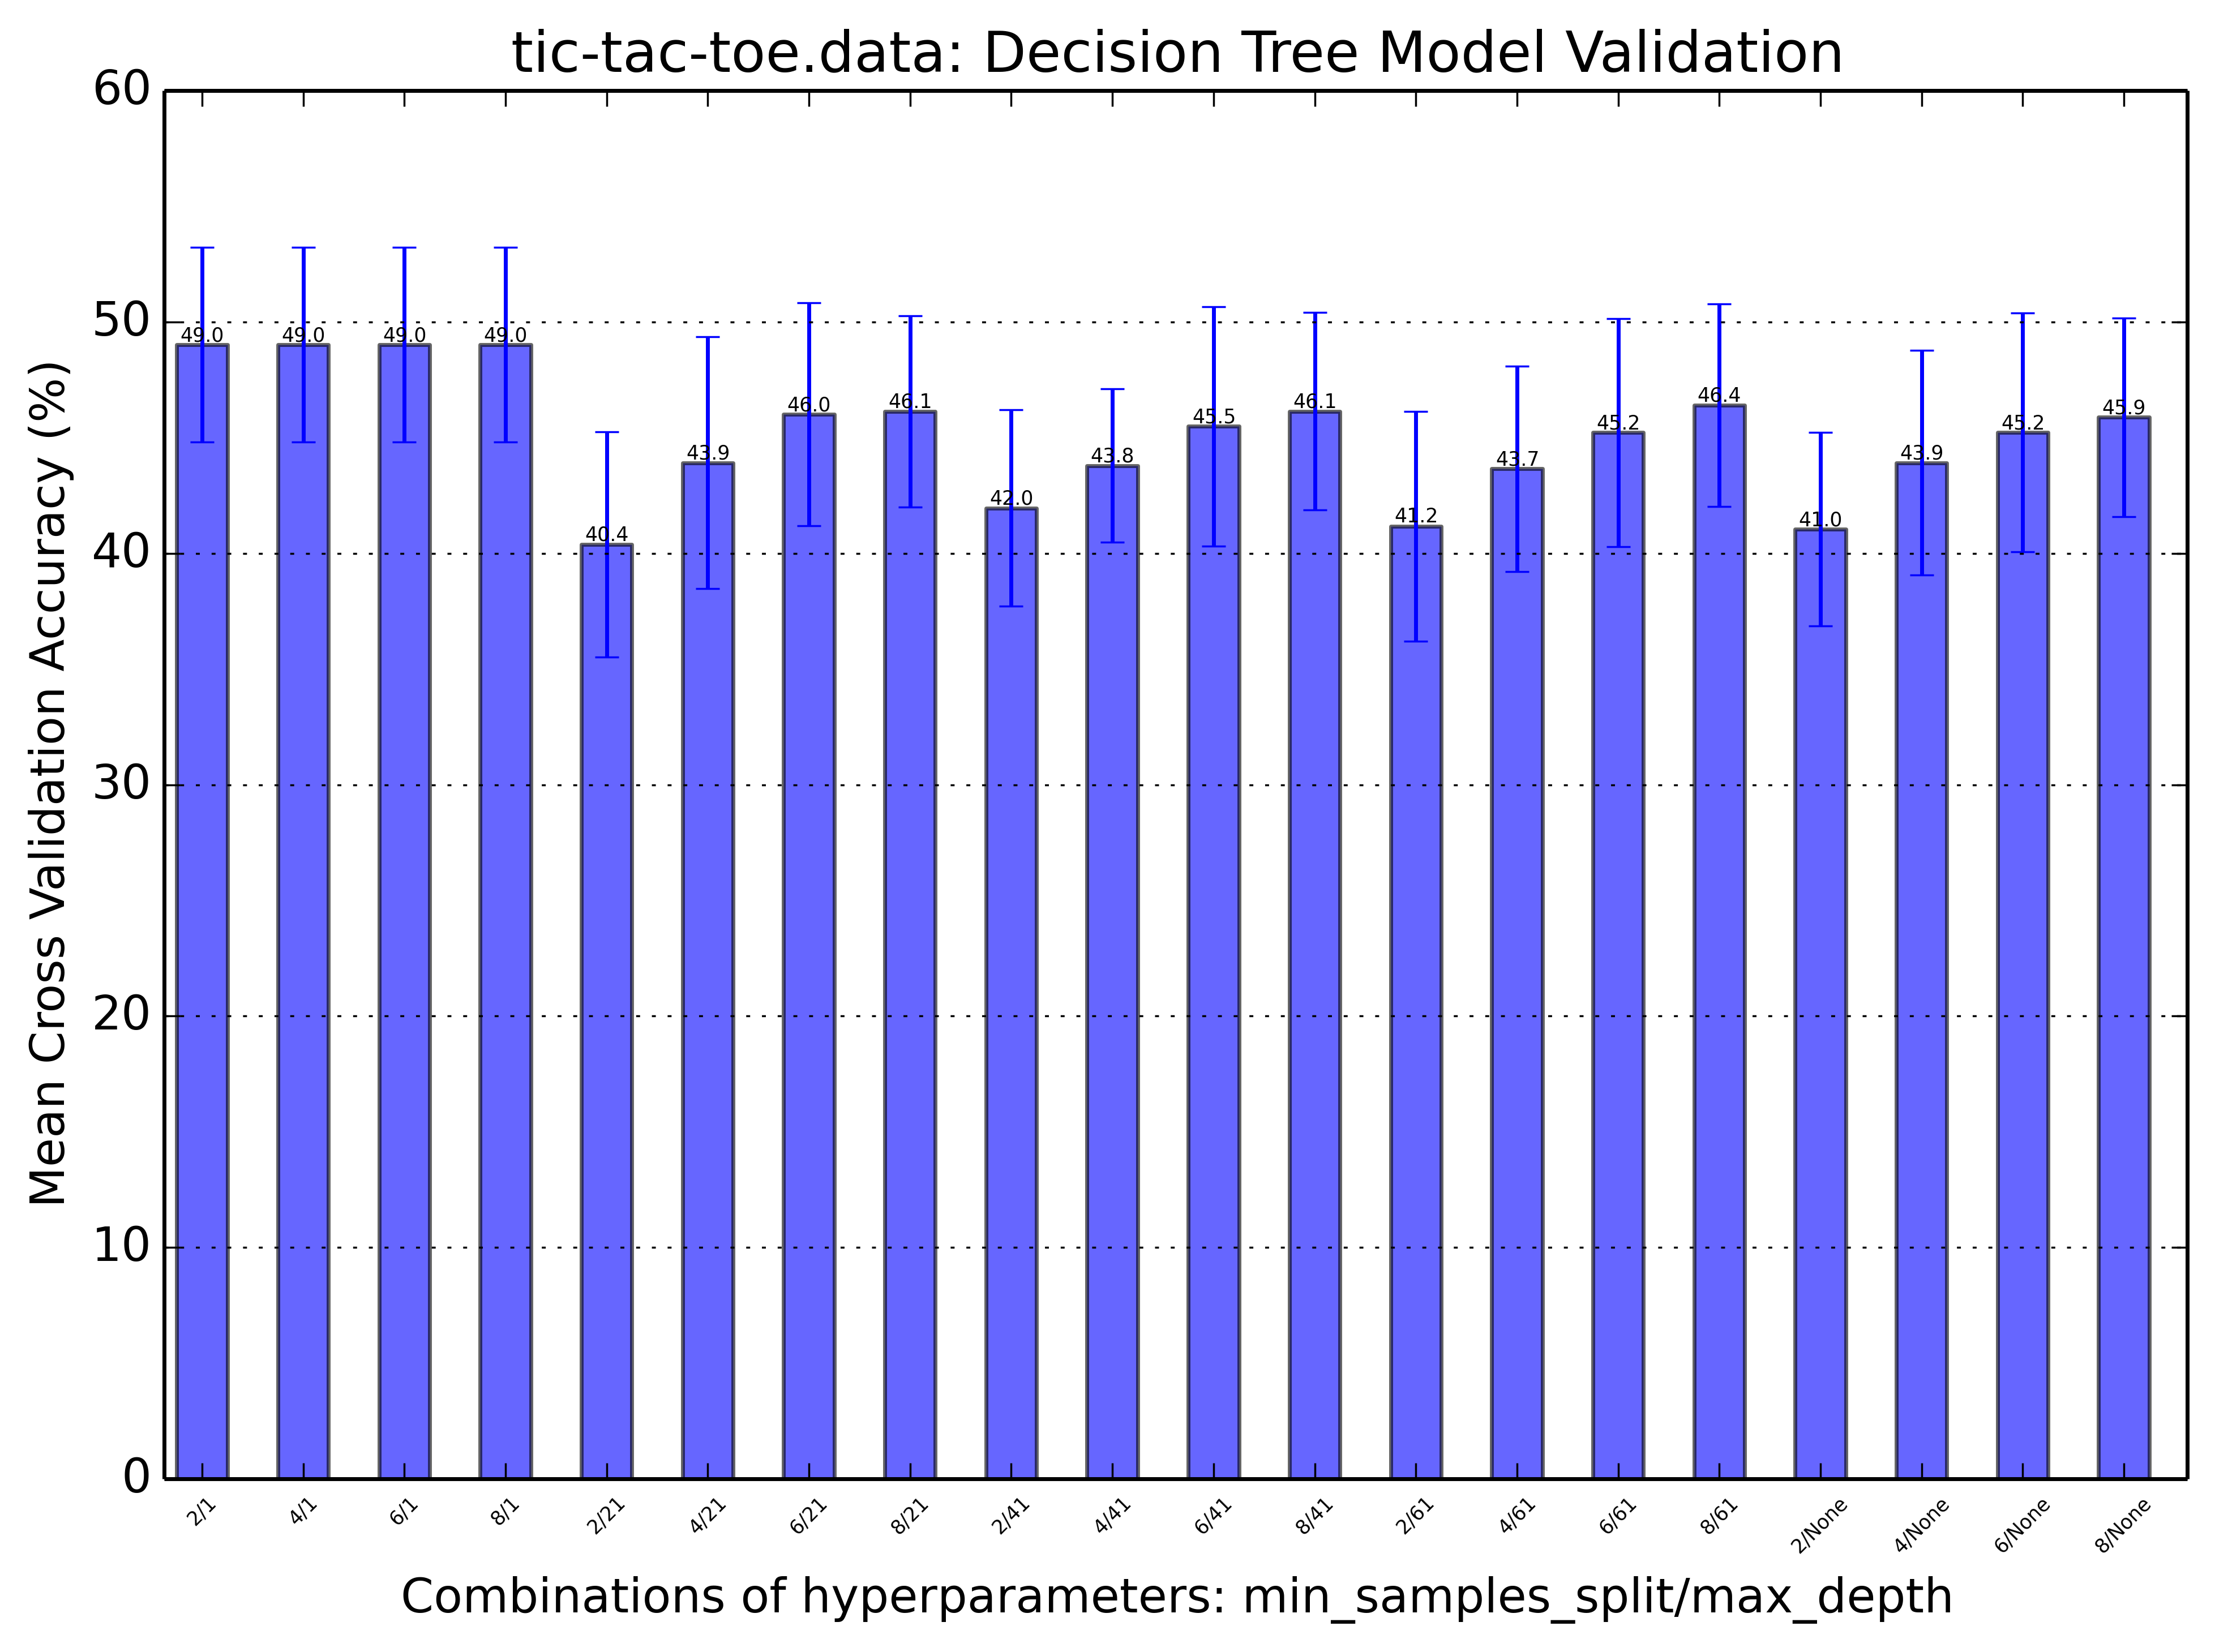 tic-tac-toe.data: Decision Tree Model Validation
60
50
40
30
20
10
0
Mean Cross Validation Accuracy (%)
49.0 49.0 49.0 49.0 40.4 43.9 46.0 46.1 42.0 43.8 45.5 46.1 41.2 43.7 45.2 46.4 41.0 43.9 45.2 45.9
2/1 4/1 6/1 8/1 2/21 4/21 6/21 8/21 2/41 4/41 6/41 8/41 2/61 4/61 6/61 8/61 2/None 4/None 6/None 8/None
Combinations of hyperparameters: min_samples_split/max_depth